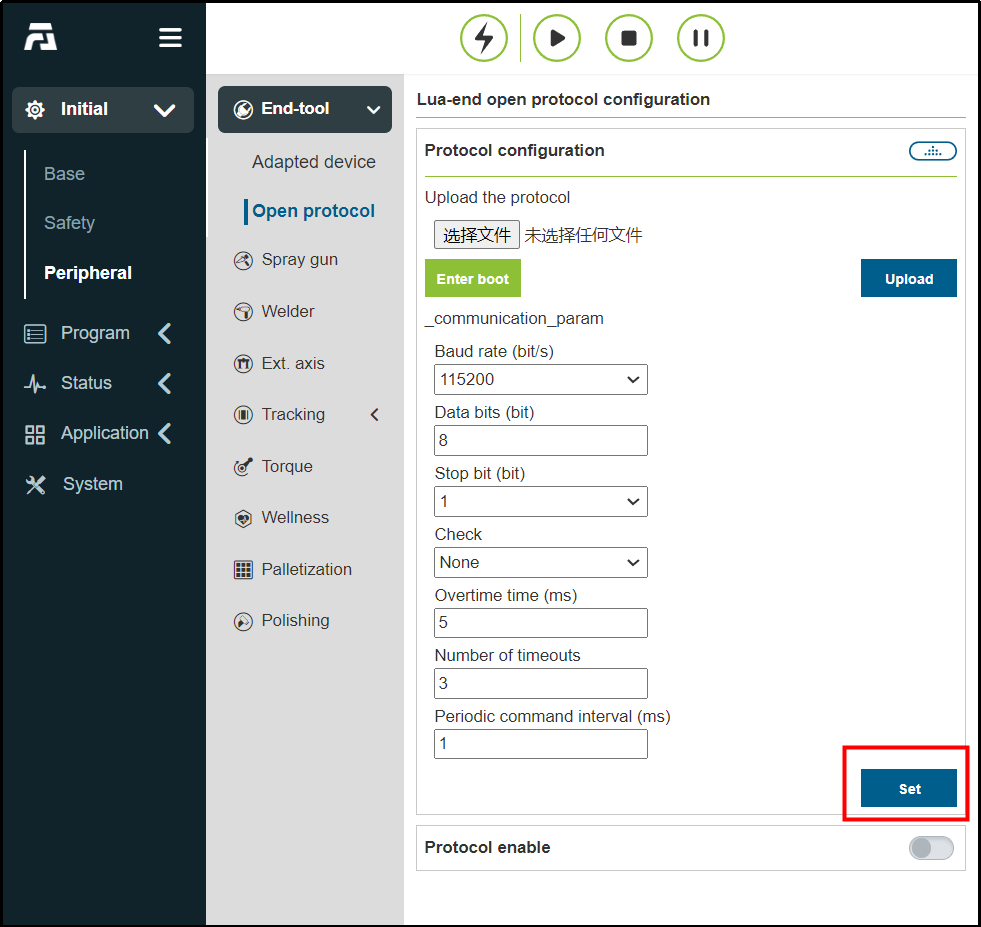 Initial
Base
Safety
Peripheral
Program
Status
Application
System
End-tool
Adapted device
Open protocol
Spray gun
Welder
Ext. axis
Tracking
Torque
Wellness
Palletization
Polishing
Lua-end open protocol configuration
Protocol configuration
Upload the protocol
选择文件 未选择任何文件
Enter boot Upload
_communication_param
Baud rate (bit/s)
115200
Data bits (bit)
8
Stop bit (bit)
1
Check
None
Overtime time (ms)
5
Number of timeouts
3
Periodic command interval (ms)
1
Set
Protocol enable